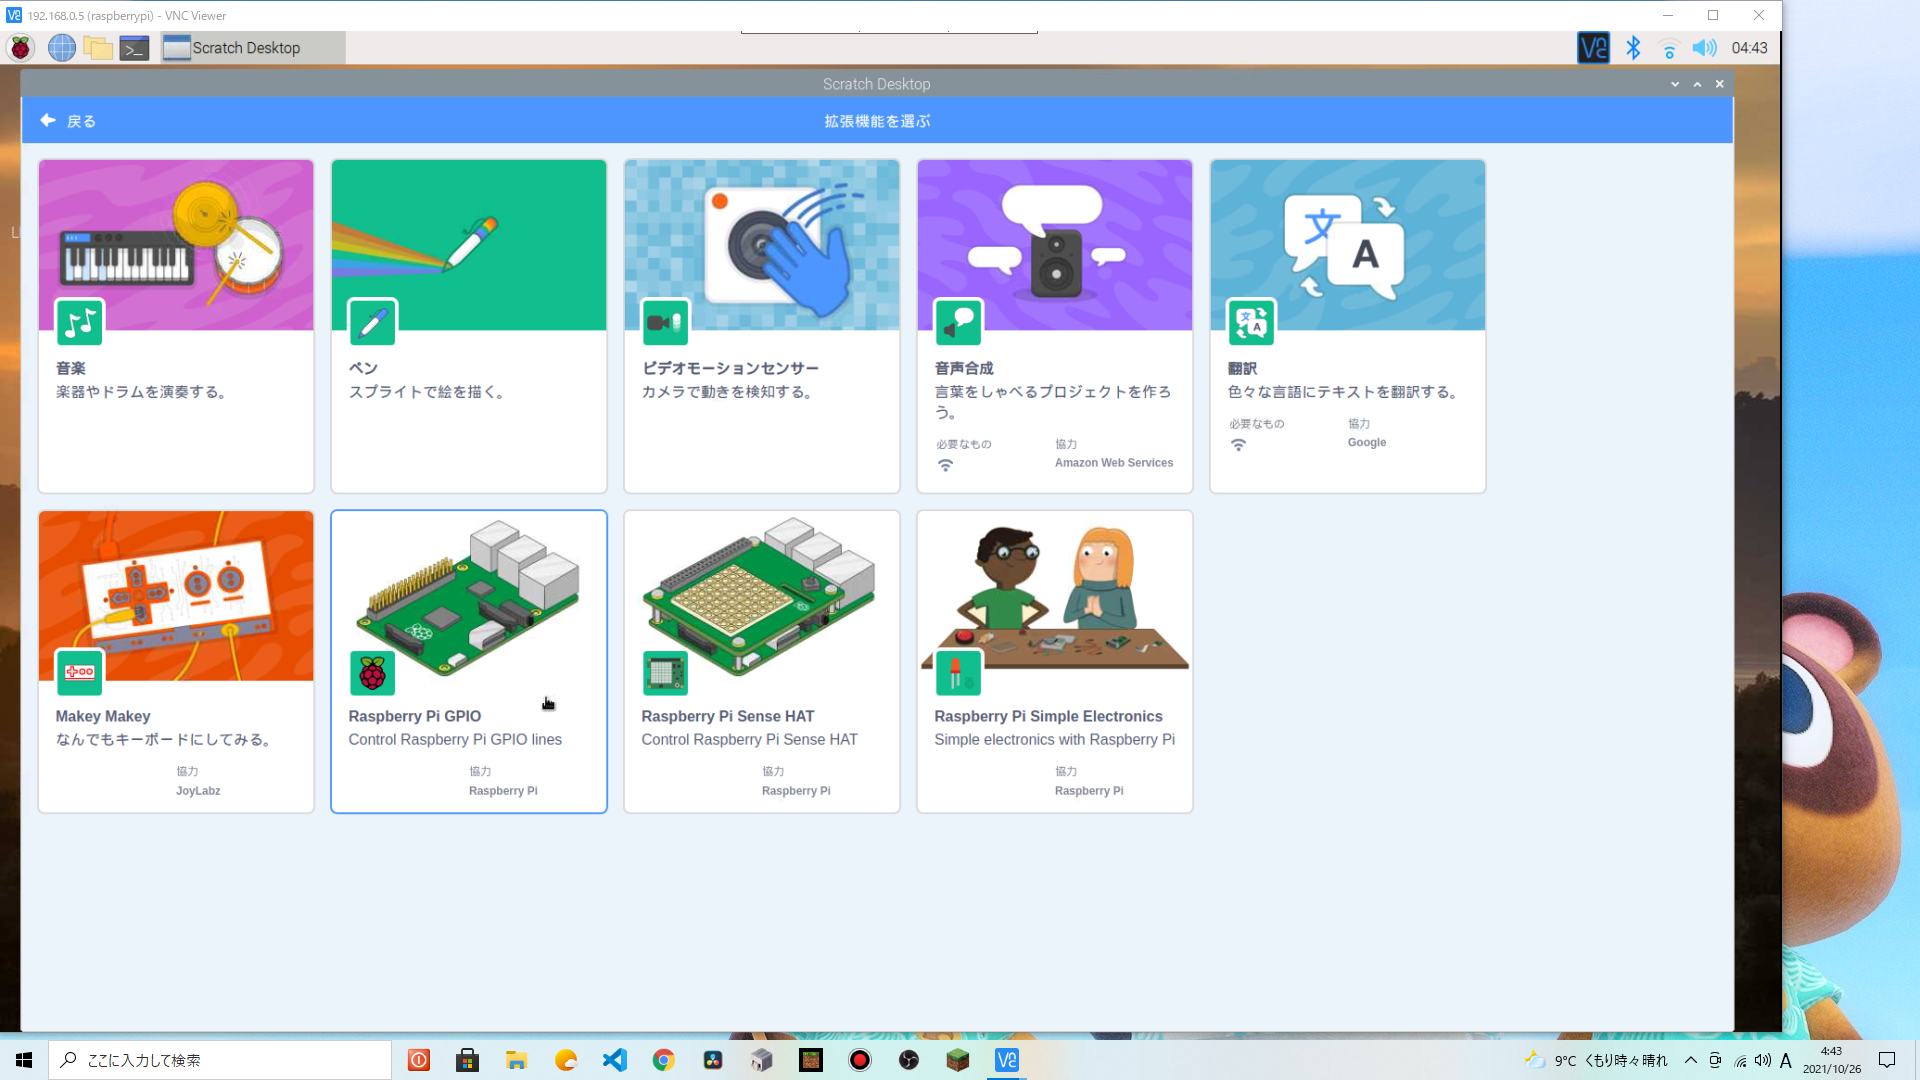 192.168.0.5 (raspberrypi) - VNC Viewer
Scratch Desktop
04:43
Scratch Desktop
戻る
拡張機能を選ぶ
文
A
音楽
楽器やドラムを演奏する。
ペン
スプライトで絵を描く。
ビデオモーションセンサー
カメラで動きを検知する。
音声合成
言葉をしゃべるプロジェクトを作ろ
う。
必要なもの
協力
Amazon Web Services
文
A
翻訳
色々な言語にテキストを翻訳する。
必要なもの
協力
Google
Makey Makey
なんでもキーボードにしてみる。
協力
JoyLabz
Raspberry Pi GPIO
Control Raspberry Pi GPIO lines
協力
Raspberry Pi
Raspberry Pi Sense HAT
Control Raspberry Pi Sense HAT
協力
Raspberry Pi
Raspberry Pi Simple Electronics
Simple electronics with Raspberry Pi
協力
Raspberry Pi
ここに入力して検索
9°C くもり時々晴れ
A
4:43
2021/10/26